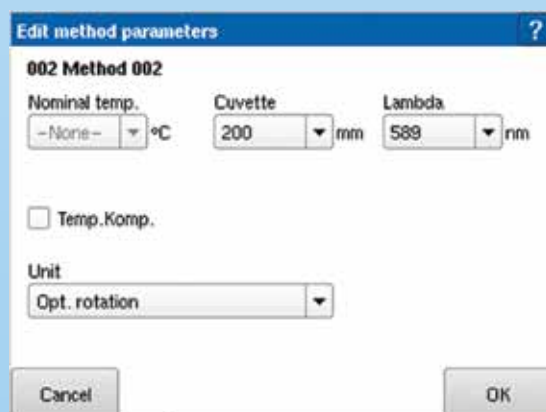 Edit method parameters ?
002 Method 002
Nominal temp. Cuvette Lambda
-None- °C 200 mm 589 nm
Temp.Komp.
Unit
Opt. rotation
Cancel OK